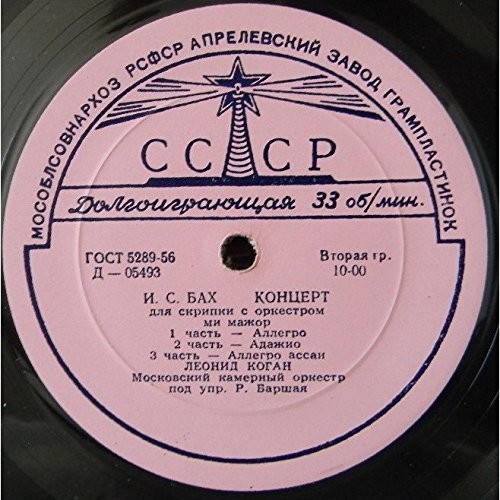 МОСОБЛСОВНАРХОЗ РСФСР АПРЕЛЕВСКИЙ ЗАВОД ГРАМПЛАСТИНОК
СССР
Долгоиграющая 33 об/мин.
ГОСТ 5289-56 Вторая гр.
Д — 05493 10-00
И. С. БАХ КОНЦЕРТ
для скрипки с оркестром
ми мажор
1 часть — Аллегро
2 часть — Адажио
3 часть — Аллегро ассаи
ЛЕОНИД КОГАН
Московский камерный оркестр
под упр. Р. Баршая